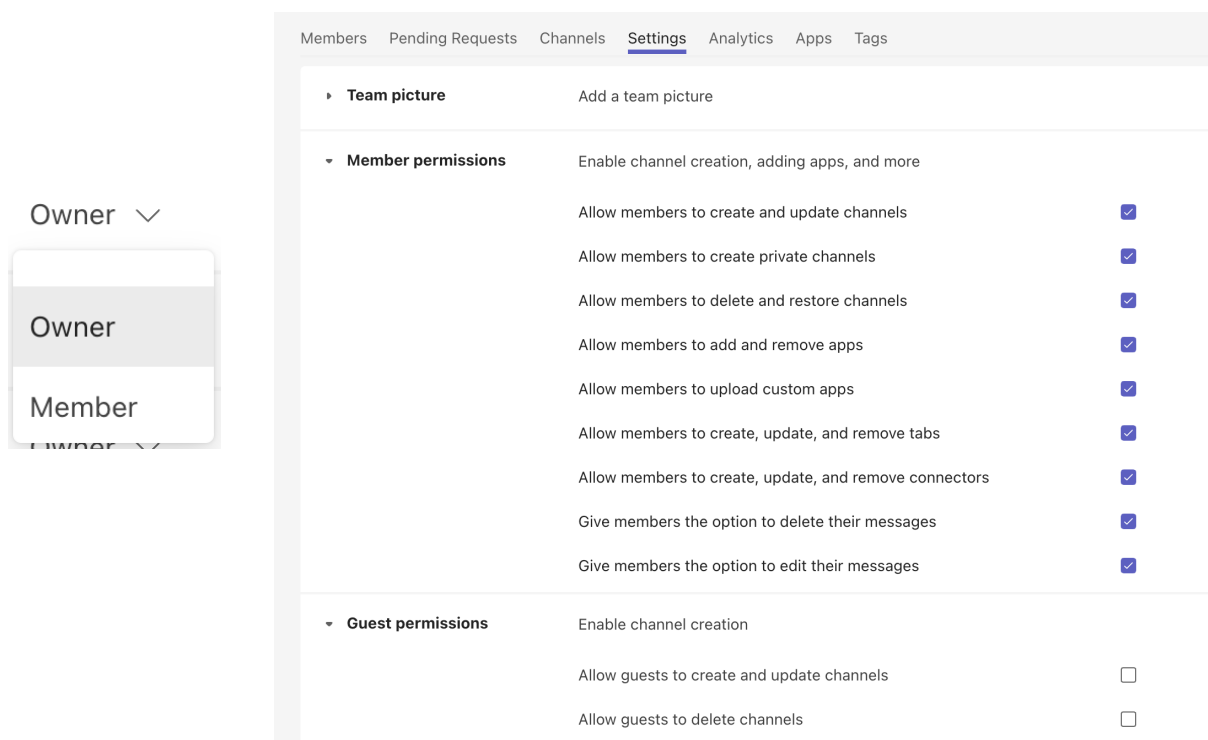 Owner
Owner
Member
Owner
Members Pending Requests Channels Settings Analytics Apps Tags
Team picture Add a team picture
Member permissions Enable channel creation, adding apps, and more
Allow members to create and update channels
Allow members to create private channels
Allow members to delete and restore channels
Allow members to add and remove apps
Allow members to upload custom apps
Allow members to create, update, and remove tabs
Allow members to create, update, and remove connectors
Give members the option to delete their messages
Give members the option to edit their messages
Guest permissions Enable channel creation
Allow guests to create and update channels
Allow guests to delete channels